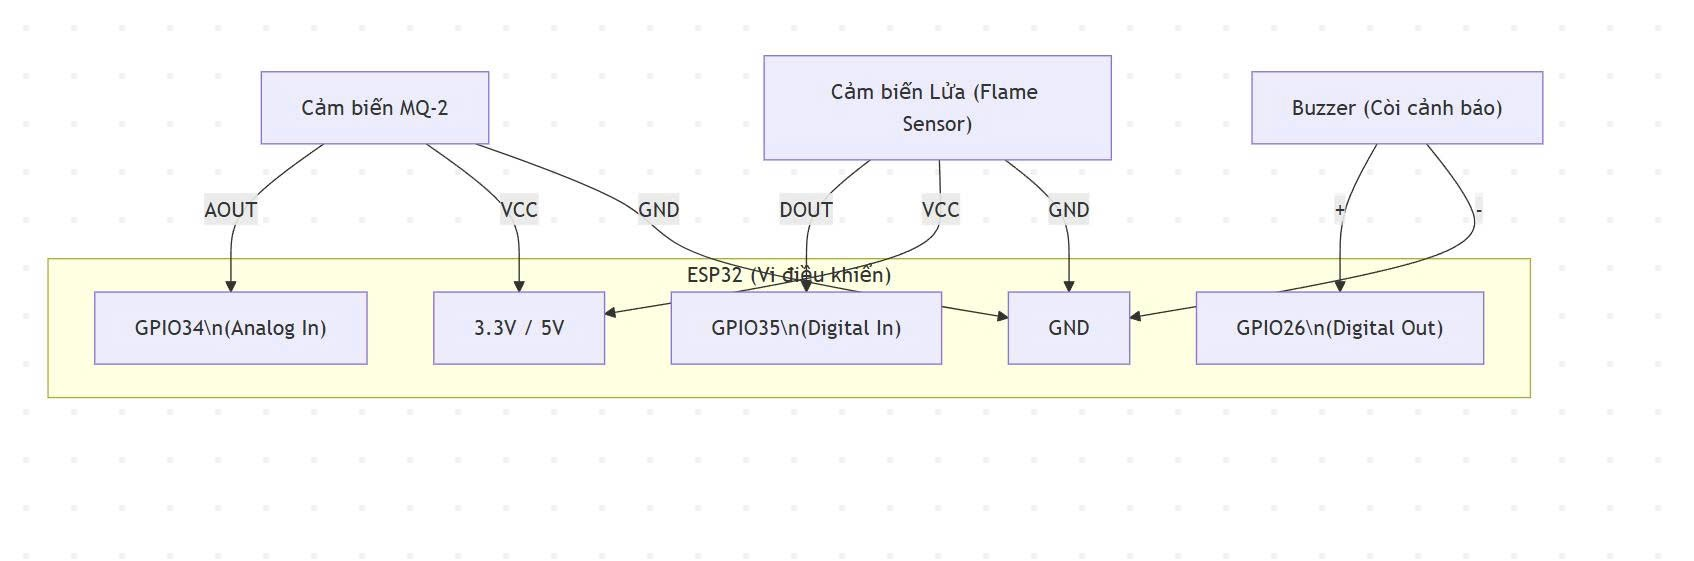 Cảm biến MQ-2
Cảm biến Lửa (Flame
Sensor)
Buzzer (Còi cảnh báo)
AOUT
VCC
GND
DOUT
VCC
GND
+
-
ESP32 (Vi điều khiển)
GPIO34\n(Analog In)
3.3V / 5V
GPIO35\n(Digital In)
GND
GPIO26\n(Digital Out)